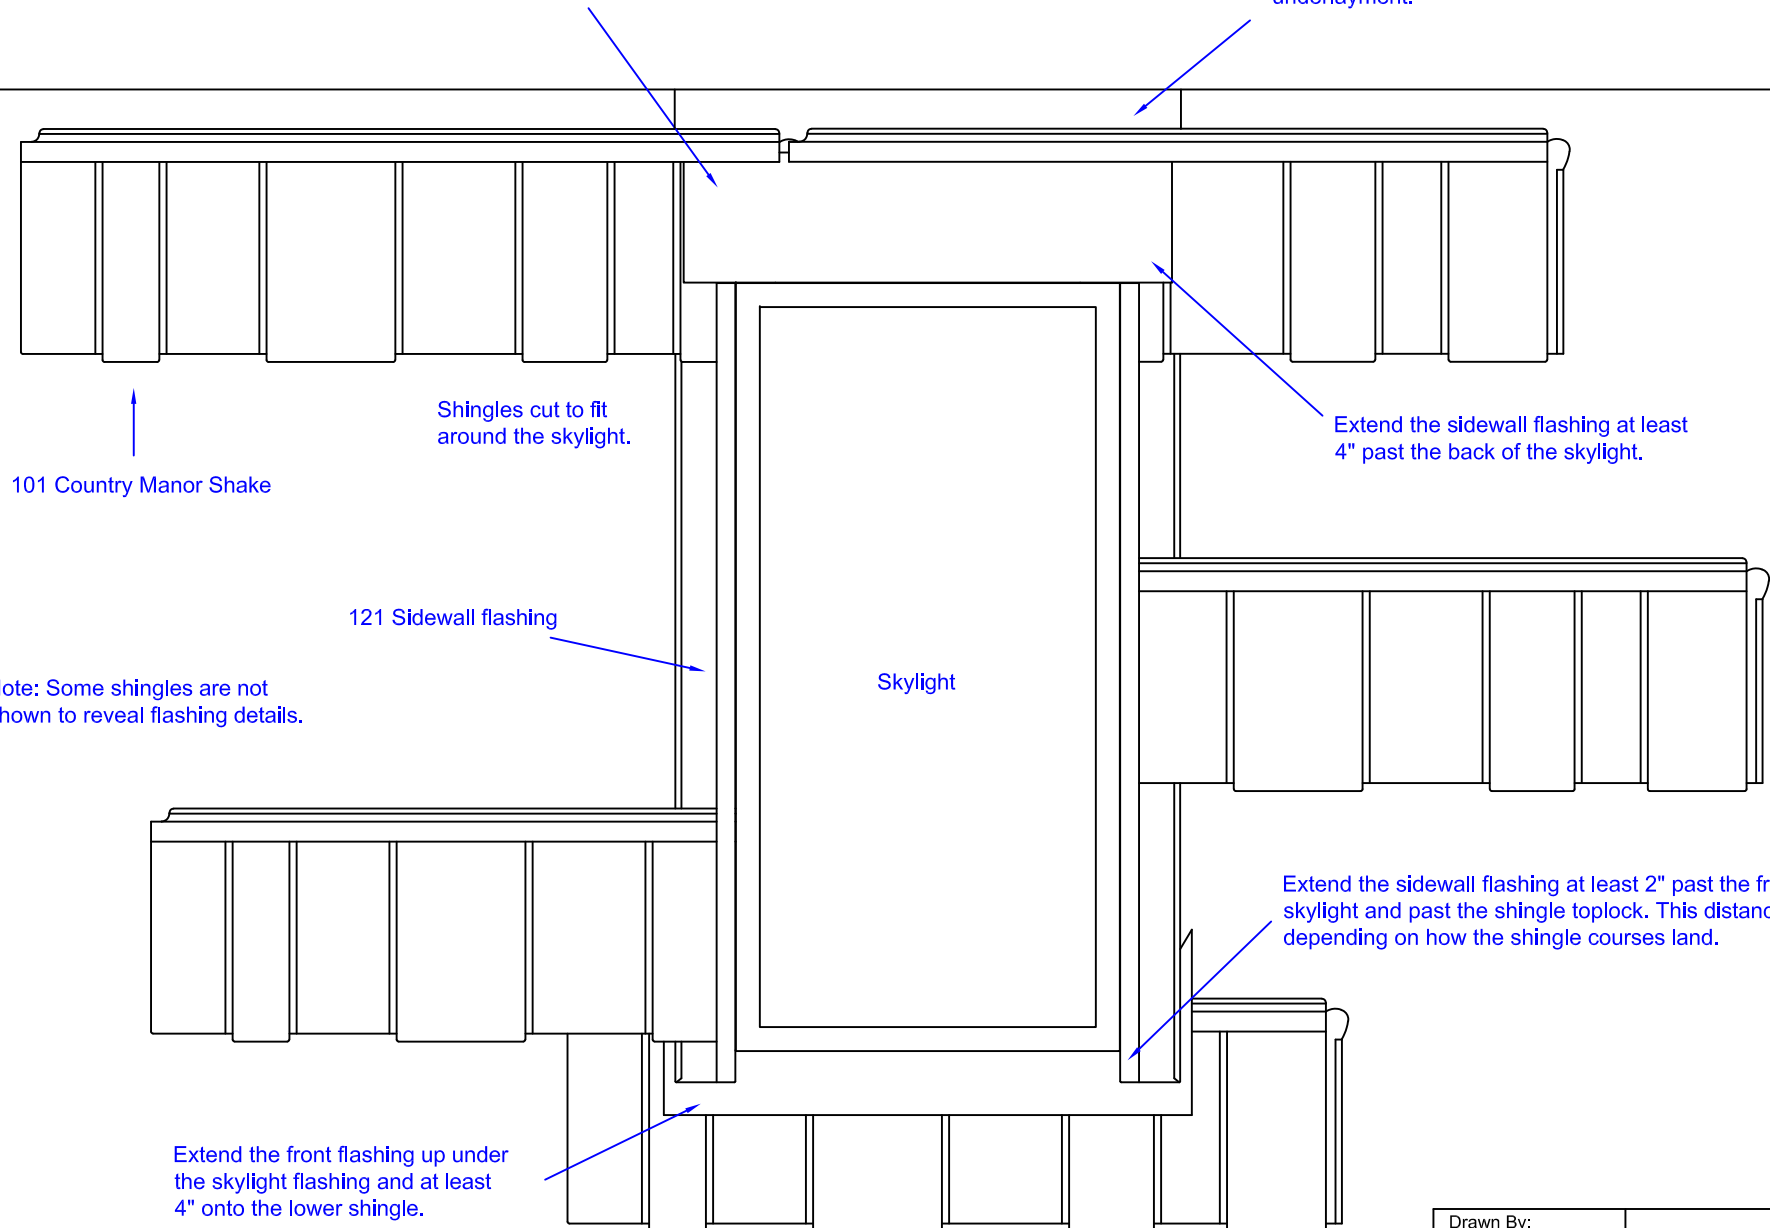 underlayment.
Shingles cut to fit
around the skylight.
Extend the sidewall flashing at least
4" past the back of the skylight.
101 Country Manor Shake
121 Sidewall flashing
Skylight
Some shingles are not
to reveal flashing details.
Extend the sidewall flashing at least 2" past the
skylight and past the shingle toplock. This
depending on how the shingle courses land.
Extend the front flashing up under
the skylight flashing and at least
4" onto the lower shingle.
Drawn By: